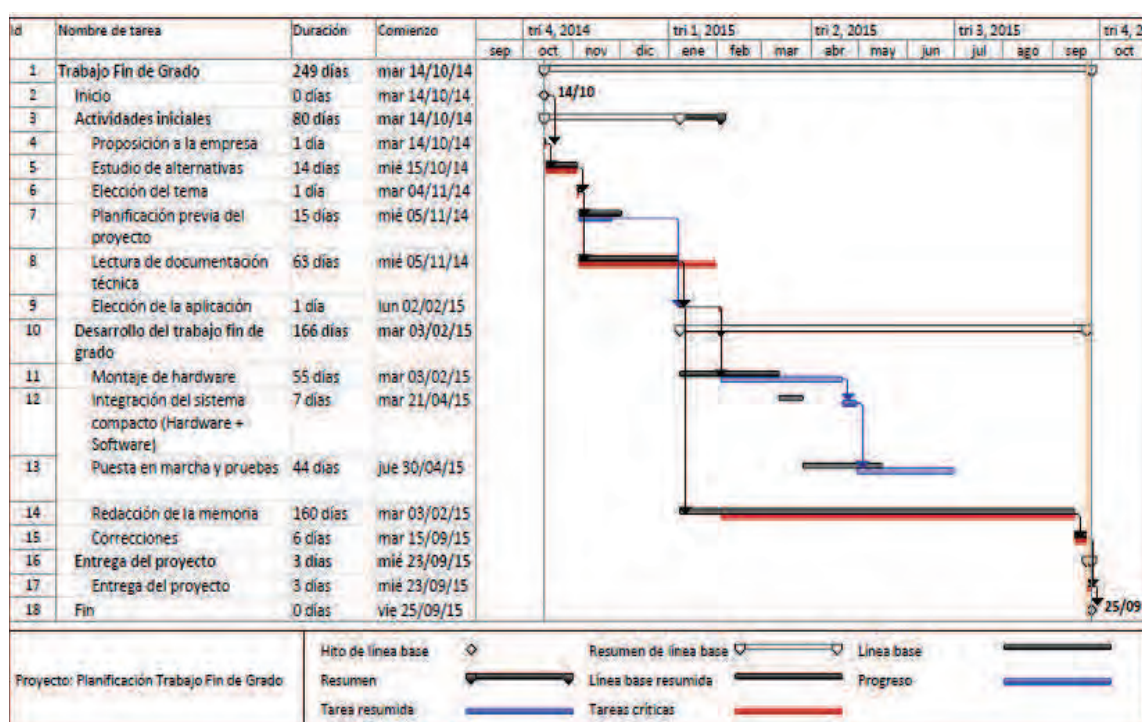 Id Nombre de tarea Duración Comienzo tri 4, 2014 tri 1, 2015 tri 2, 2015 tri 3, 2015 tri 4, 2
sep oct nov dic ene feb mar abr may jun jul ago sep oct
1 Trabajo Fin de Grado 249 días mar 14/10/14
2 Inicio 0 días mar 14/10/14 14/10
3 Actividades iniciales 80 días mar 14/10/14
4 Proposición a la empresa 1 día mar 14/10/14
5 Estudio de alternativas 14 días mié 15/10/14
6 Elección del tema 1 día mar 04/11/14
7 Planificación previa del 15 días mié 05/11/14
proyecto
8 Lectura de documentación 63 días mié 05/11/14
técnica
9 Elección de la aplicación 1 día lun 02/02/15
10 Desarrollo del trabajo fin de 166 días mar 03/02/15
grado
11 Montaje de hardware 55 días mar 03/02/15
12 Integración del sistema 7 días mar 21/04/15
compacto (Hardware +
Software)
13 Puesta en marcha y pruebas 44 días jue 30/04/15
14 Redacción de la memoria 160 días mar 03/02/15
15 Correcciones 6 días mar 15/09/15
16 Entrega del proyecto 3 días mié 23/09/15
17 Entrega del proyecto 3 días mié 23/09/15
18 Fin 0 días vie 25/09/15 25/09
Proyecto: Planificación Trabajo Fin de Grado
Hito de línea base Resumen de línea base Línea base
Resumen Línea base resumida Progreso
Tarea resumida Tareas críticas